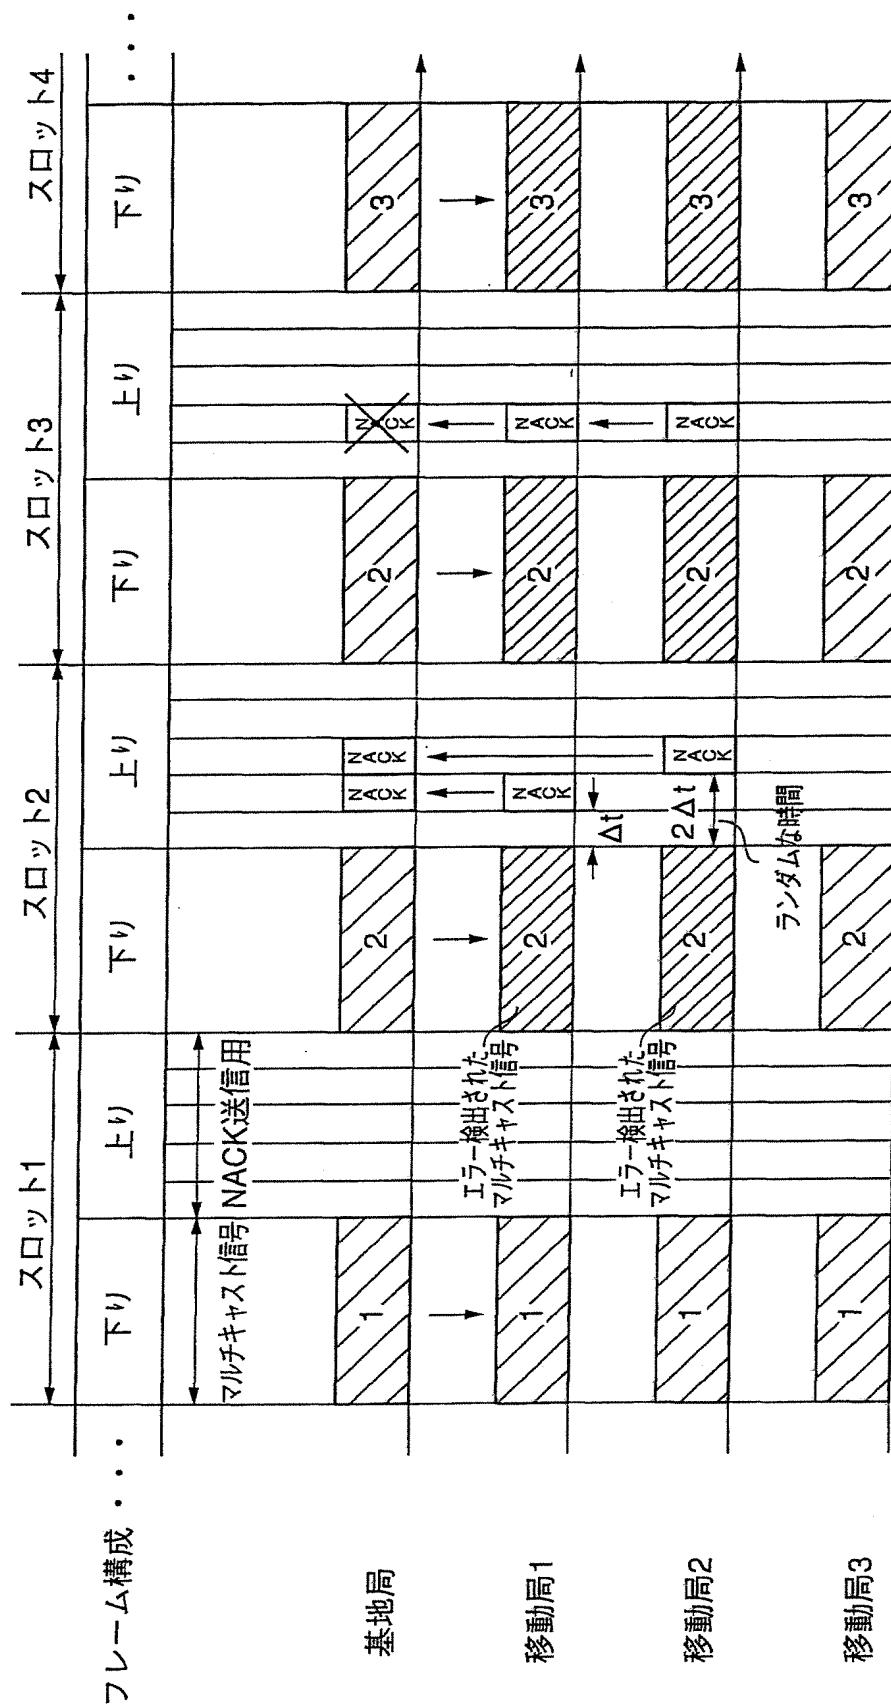 スロット1
スロット2
スロット3
スロット4
フレーム構成 ・・・
下り
上り
下り
上り
下り
上り
下り
・・・
マルチキャスト信号
NACK送信用
基地局
1
2
NACK
NACK
2
NACK
3
移動局1
1
エラー検出された
マルチキャスト信号
2
NACK
Δt
2
NACK
3
移動局2
1
エラー検出された
マルチキャスト信号
2
2Δt
NACK
ランダムな時間
2
NACK
3
移動局3
1
2
2
3